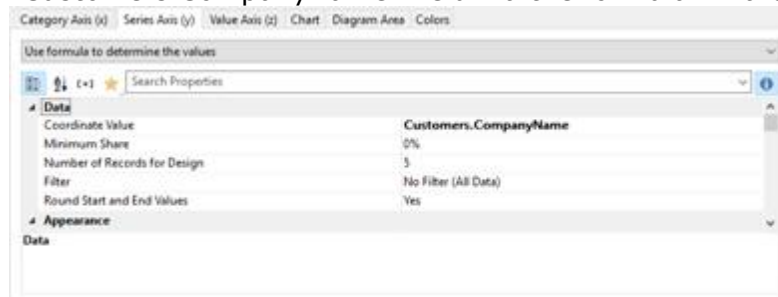 Category Axis (x) Series Axis (y) Value Axis (z) Chart Diagram Area Colors
Use formula to determine the values
Search Properties
Data
Coordinate Value Customers.CompanyName
Minimum Share 0%
Number of Records for Design 5
Filter No Filter (All Data)
Round Start and End Values Yes
Appearance
Data